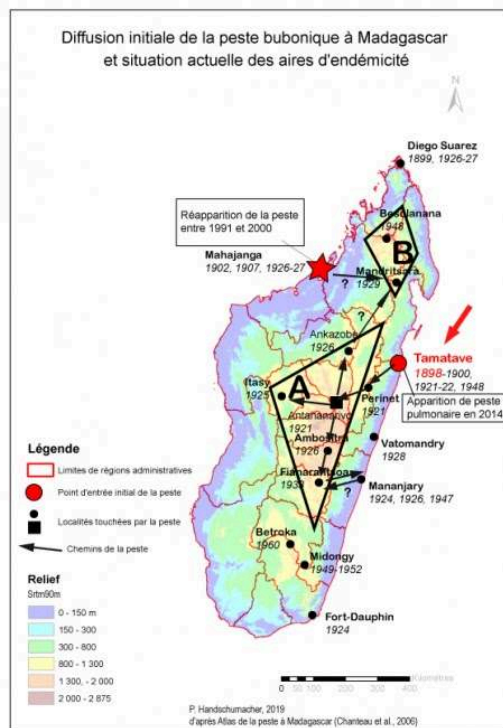 Diffusion initiale de la peste bubonique à Madagascar
et situation actuelle des aires d'endémicité
N
Diego Suarez
1899, 1926-27
Réapparition de la peste
entre 1991 et 2000
Bealanana
1948
B
Mahajanga
1902, 1907, 1926-27
?
Mandritsara
1929
?
Ankazobe
1926
Tamatave
1898-1900,
1921-22, 1948
Itasy
1925
A
Perinet
1921
Apparition de peste
pulmonaire en 2014
Antananarivo
1921
Ambositra
1926
Vatomandry
1928
Fianarantsoa
1933
?
Mananjary
1924, 1926, 1947
Betroka
1960
Midongy
1949-1952
Fort-Dauphin
1924
Légende
Limites de régions administratives
Point d'entrée initial de la peste
Localités touchées par la peste
Chemins de la peste
Relief
Srtm90m
0 - 150 m
150 - 300
300 - 800
800 - 1 300
1 300, - 2 000
2 000 - 2 875
Kilomètres
0 100 200 400
P. Handschumacher, 2019
d'après Atlas de la peste à Madagascar (Chanteau et al., 2006)